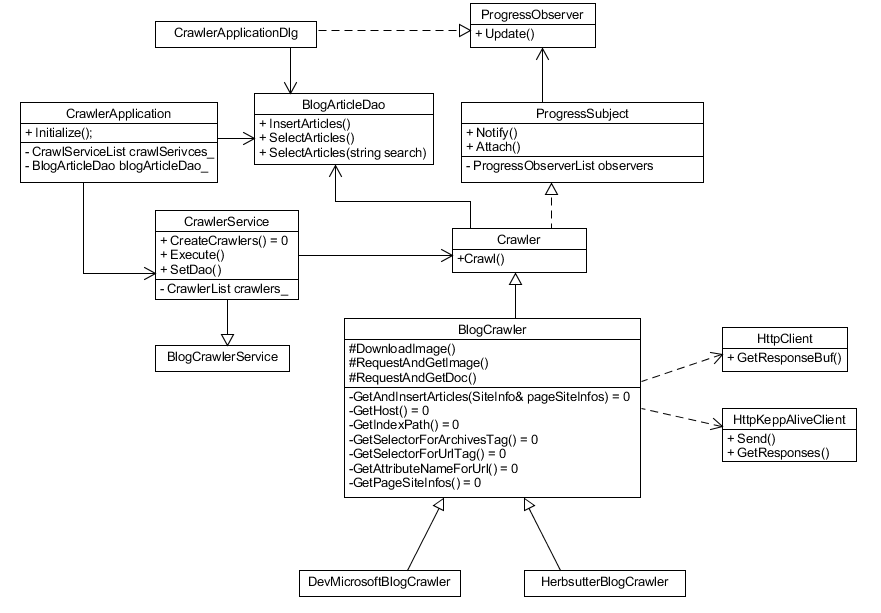 ProgressObserver
+ Update()
CrawlerApplicationDlg
BlogArticleDao
+ InsertArticles()
+ SelectArticles()
+ SelectArticles(string search)
CrawlerApplication
+ Initialize();
- CrawlServiceList crawlSerivces_
- BlogArticleDao blogArticleDao_
ProgressSubject
+ Notify()
+ Attach()
- ProgressObserverList observers
CrawlerService
+ CreateCrawlers() = 0
+ Execute()
+ SetDao()
- CrawlerList crawlers_
Crawler
+Crawl()
BlogCrawlerService
BlogCrawler
#DownloadImage()
#RequestAndGetImage()
#RequestAndGetDoc()
-GetAndInsertArticles(SiteInfo& pageSiteInfos) = 0
-GetHost() = 0
-GetIndexPath() = 0
-GetSelectorForArchivesTag() = 0
-GetSelectorForUrlTag() = 0
-GetAttributeNameForUrl() = 0
-GetPageSiteInfos() = 0
HttpClient
+ GetResponseBuf()
HttpKeppAliveClient
+ Send()
+ GetResponses()
DevMicrosoftBlogCrawler
HerbsutterBlogCrawler